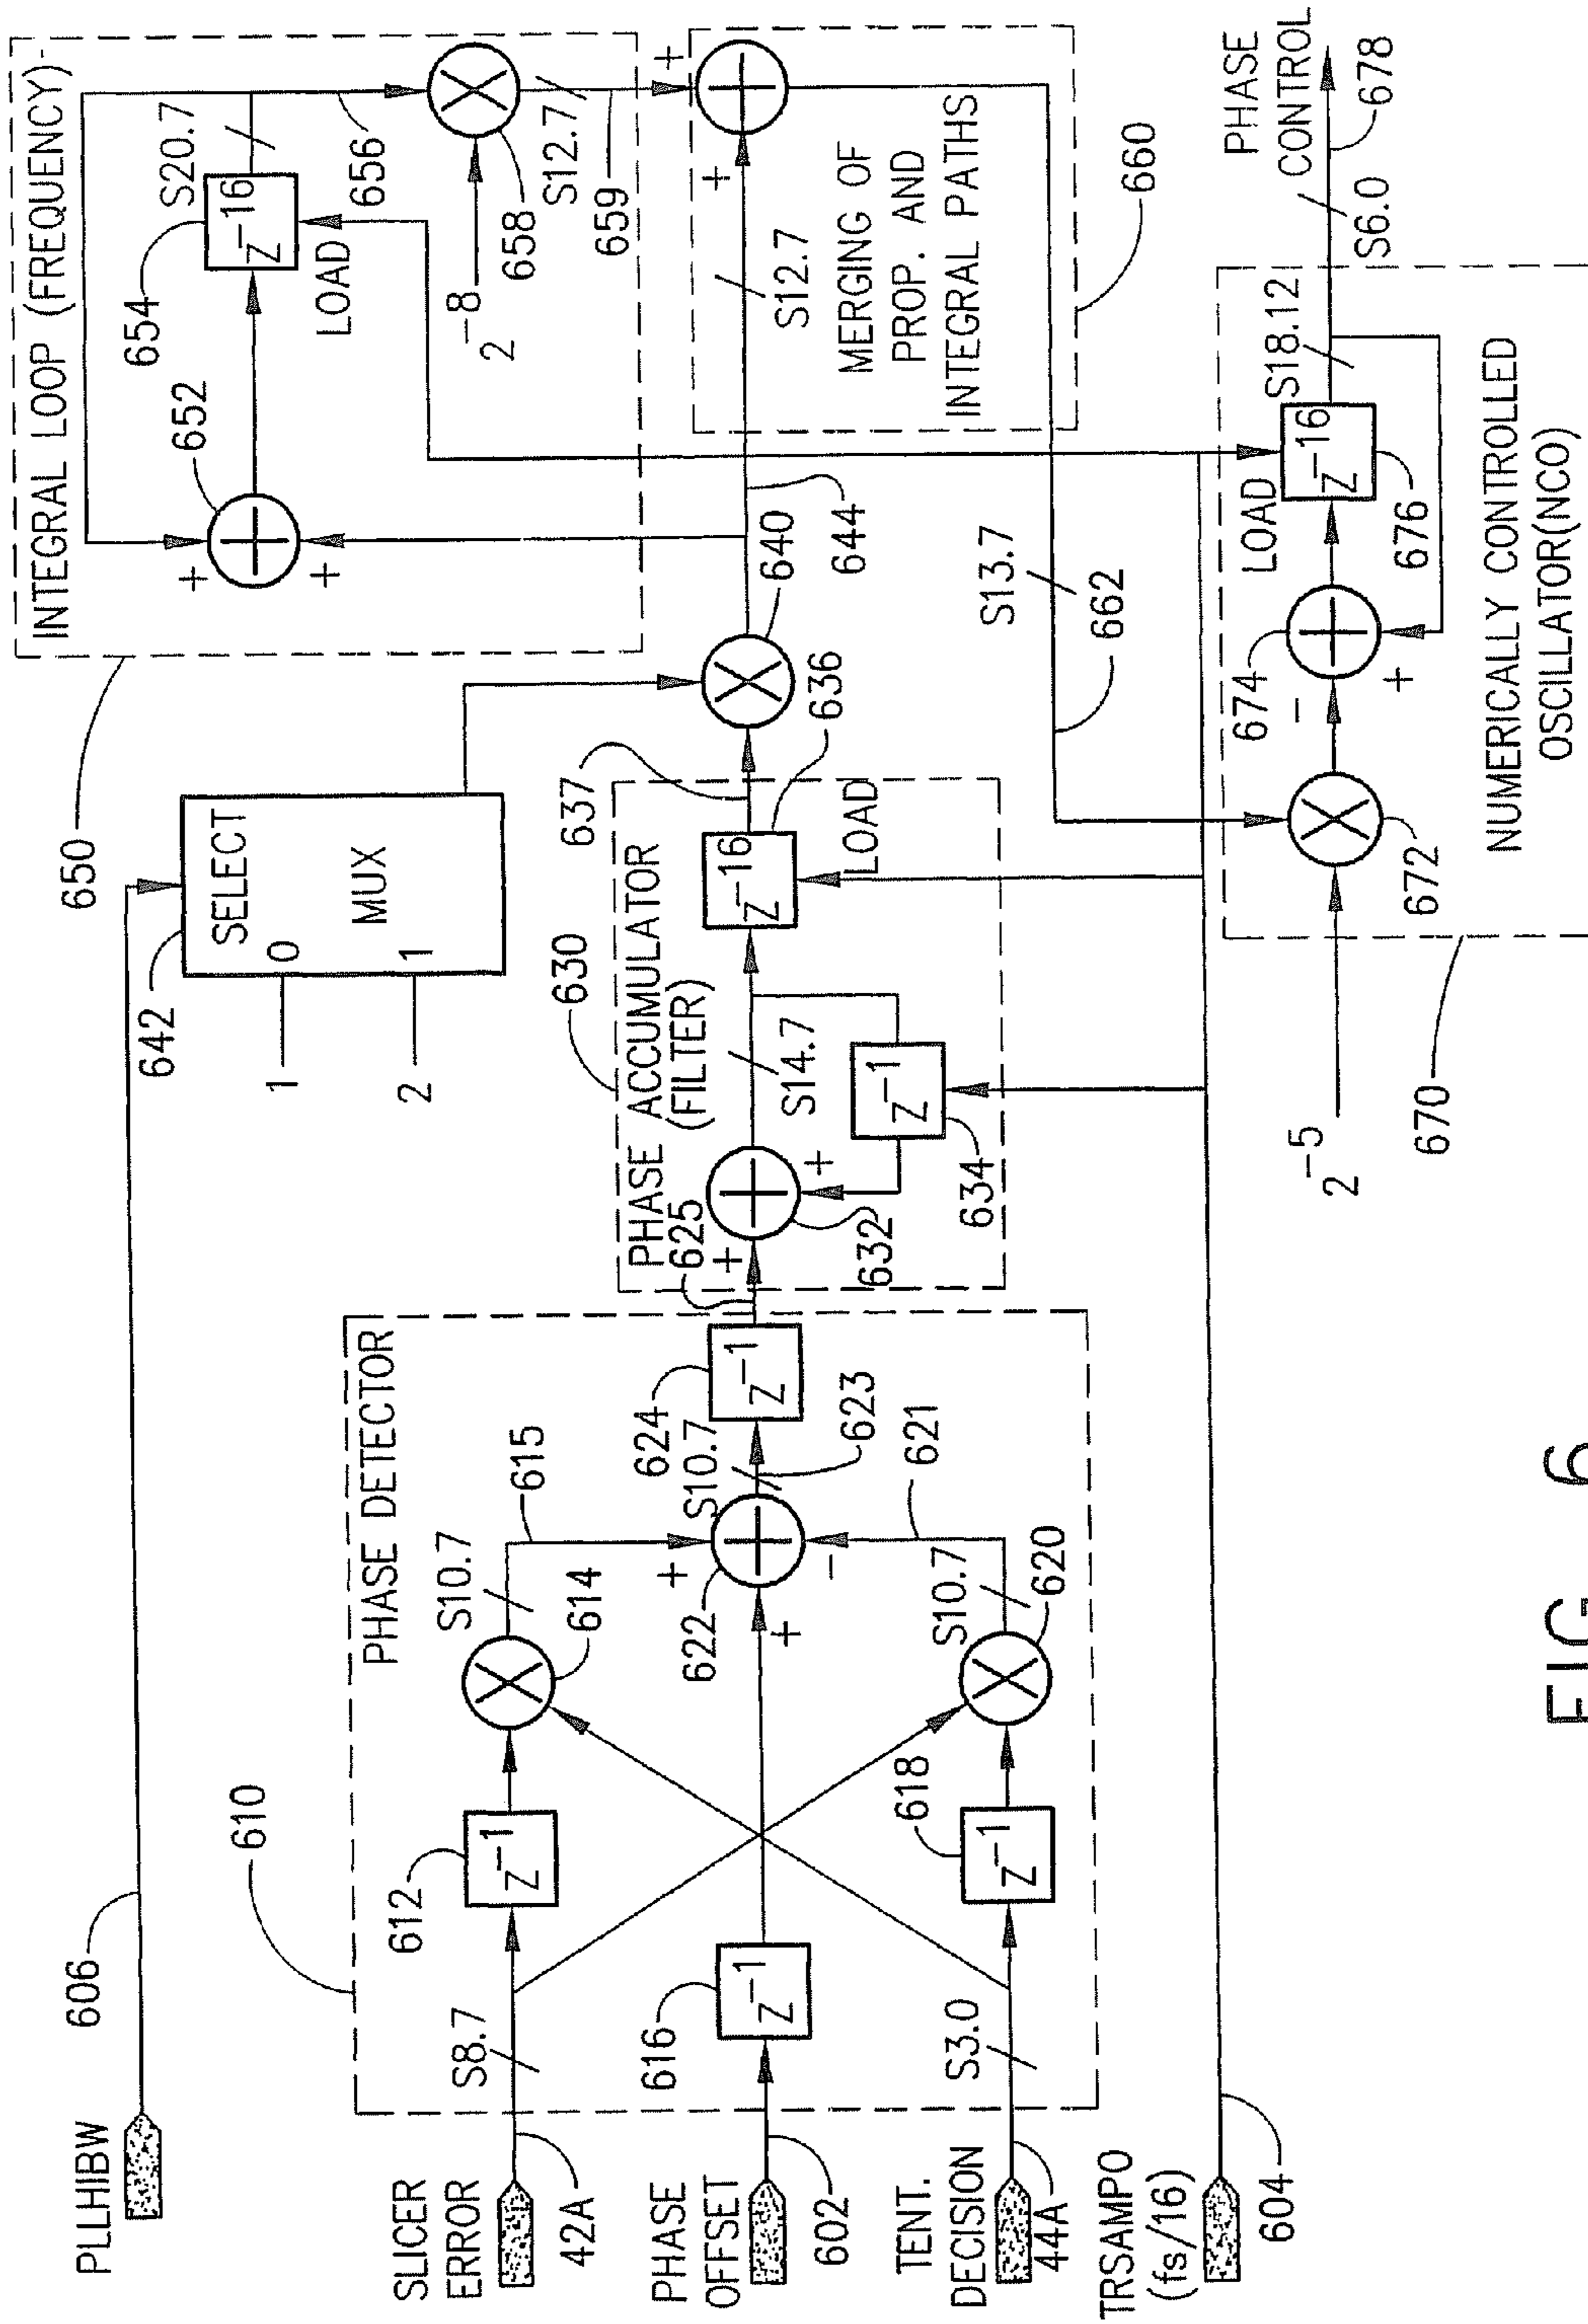 PLLHIBW
606
SLICER
ERROR
42A
PHASE
OFFSET
602
TENT.
DECISION
44A
TRSAMPO
(fs/16)
604
610
PHASE DETECTOR
S8.7
612
z-1
S10.7
614
615
616
z-1
622
+
+
-
S10.7
623
624
z-1
625
S3.0
618
z-1
S10.7
620
621
642
SELECT
MUX
0
1
1
2
630
PHASE ACCUMULATOR
(FILTER)
+
+
632
S14.7
z-1
634
z-16
LOAD
636
637
640
644
650
INTEGRAL LOOP (FREQUENCY)
+
+
652
654
z-16
LOAD
S20.7
656
2-8
658
S12.7
659
+
+
S12.7
MERGING OF
PROP. AND
INTEGRAL PATHS
660
S13.7
662
2-5
670
672
-
+
674
LOAD
z-16
676
S18.12
NUMERICALLY CONTROLLED
OSCILLATOR(NCO)
PHASE
CONTROL
S6.0
678
FIG. 6